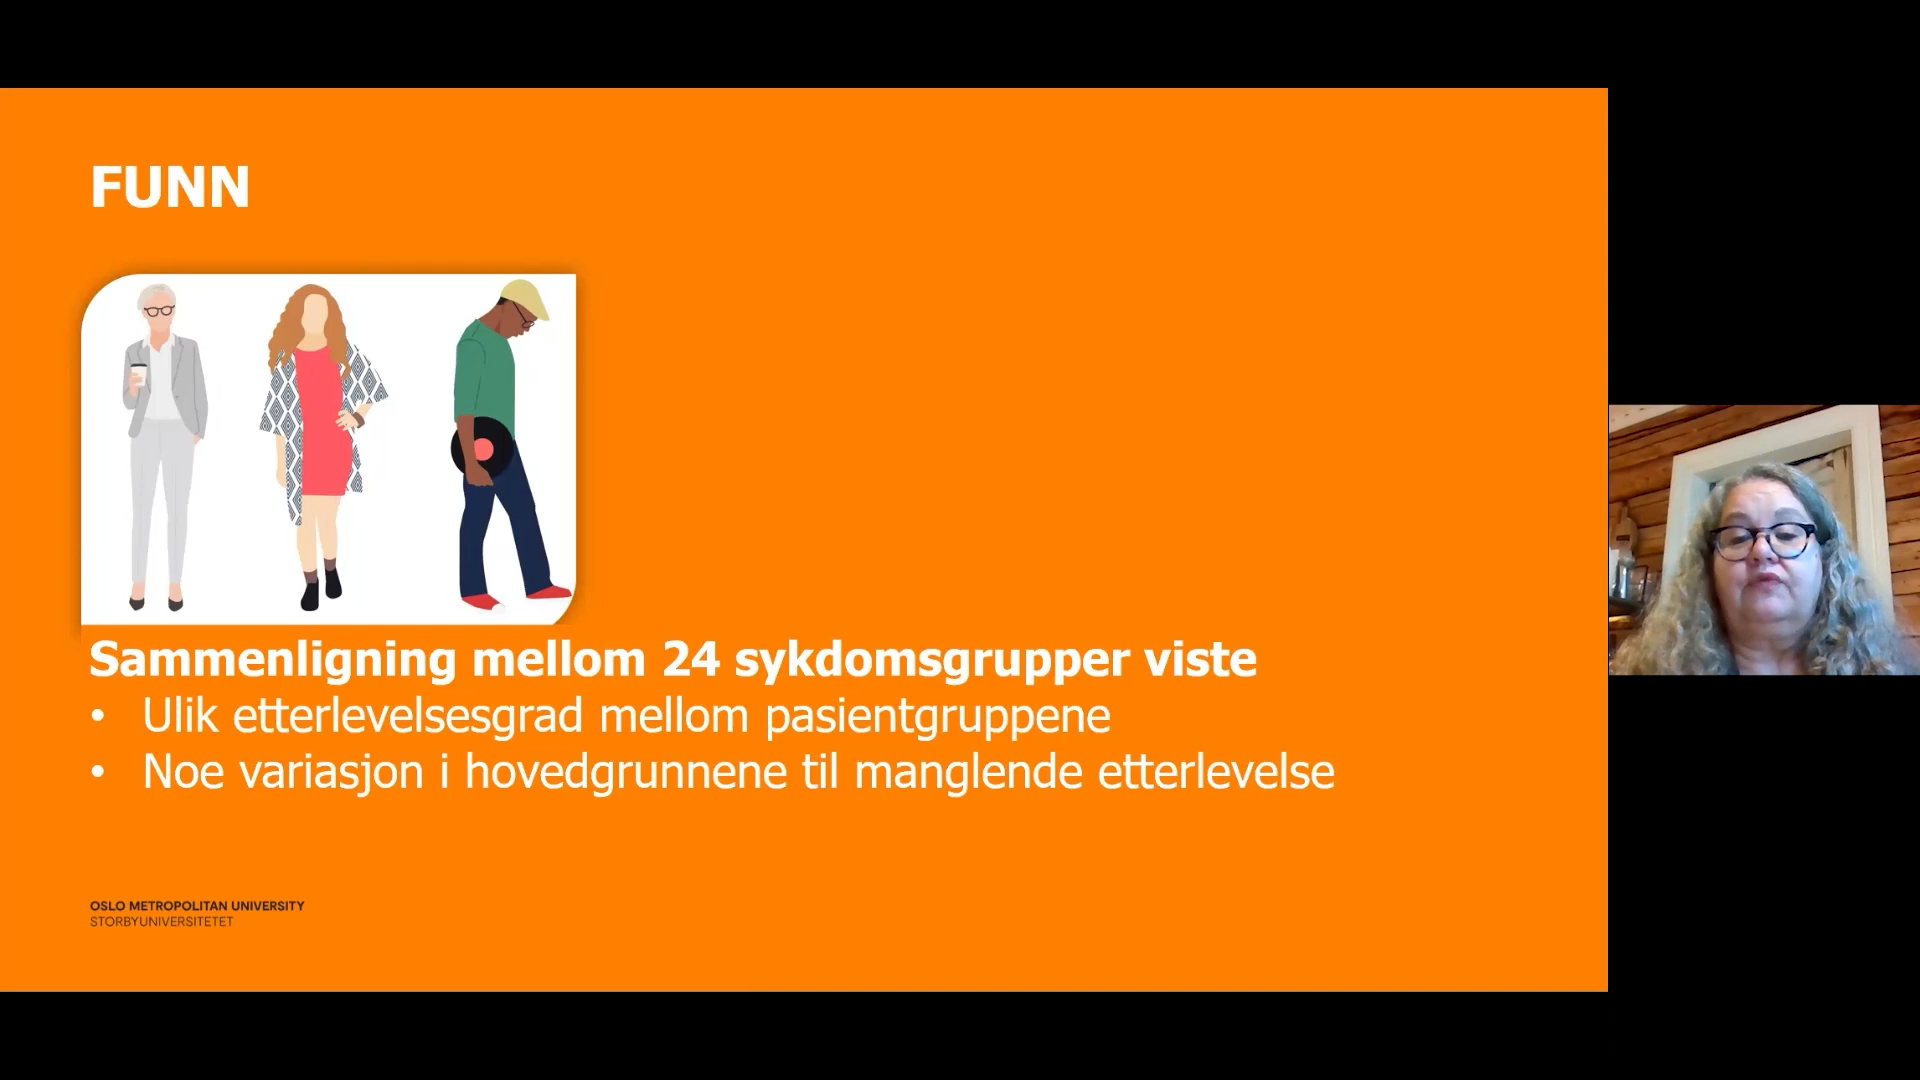 FUNN
Sammenligning mellom 24 sykdomsgrupper viste
• Ulik etterlevelsesgrad mellom pasientgruppene
• Noe variasjon i hovedgrunnene til manglende etterlevelse
OSLO METROPOLITAN UNIVERSITY
STORBYUNIVERSITETET